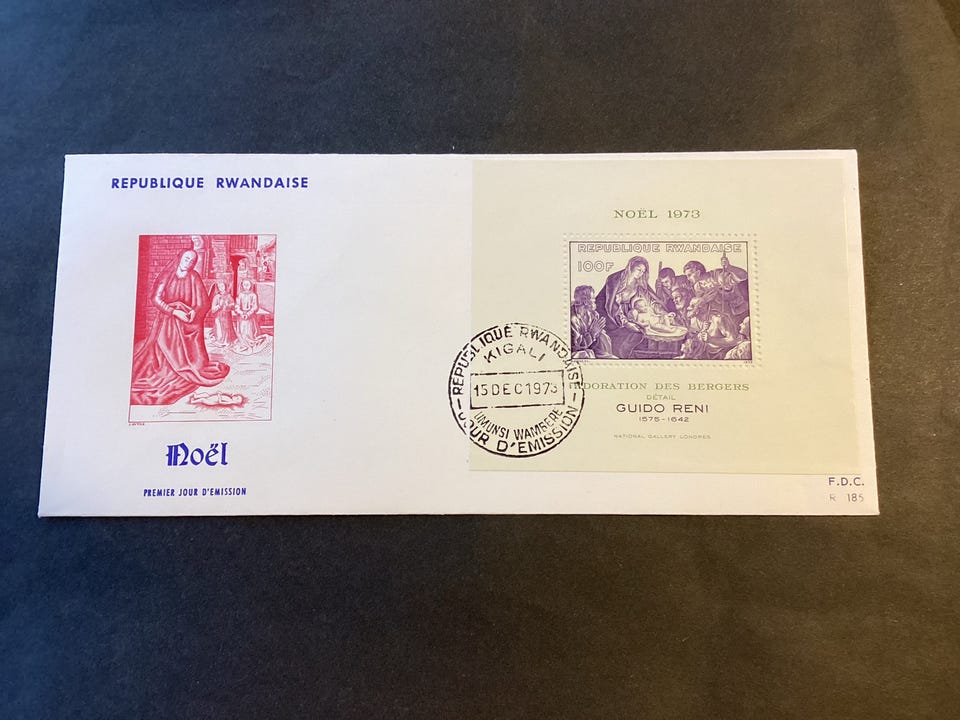 REPUBLIQUE RWANDAISE
Noël
PREMIER JOUR D'EMISSION
NOËL 1973
REPUBLIQUE RWANDAISE
100F
REPUBLIQUE RWANDAISE
KIGALI
15 DEC 1973
UMUNSI WAMBERE
JOUR D'EMISSION
ADORATION DES BERGERS
DÉTAIL
GUIDO RENI
1575-1642
NATIONAL GALLERY LONDRES
F.D.C.
R 185